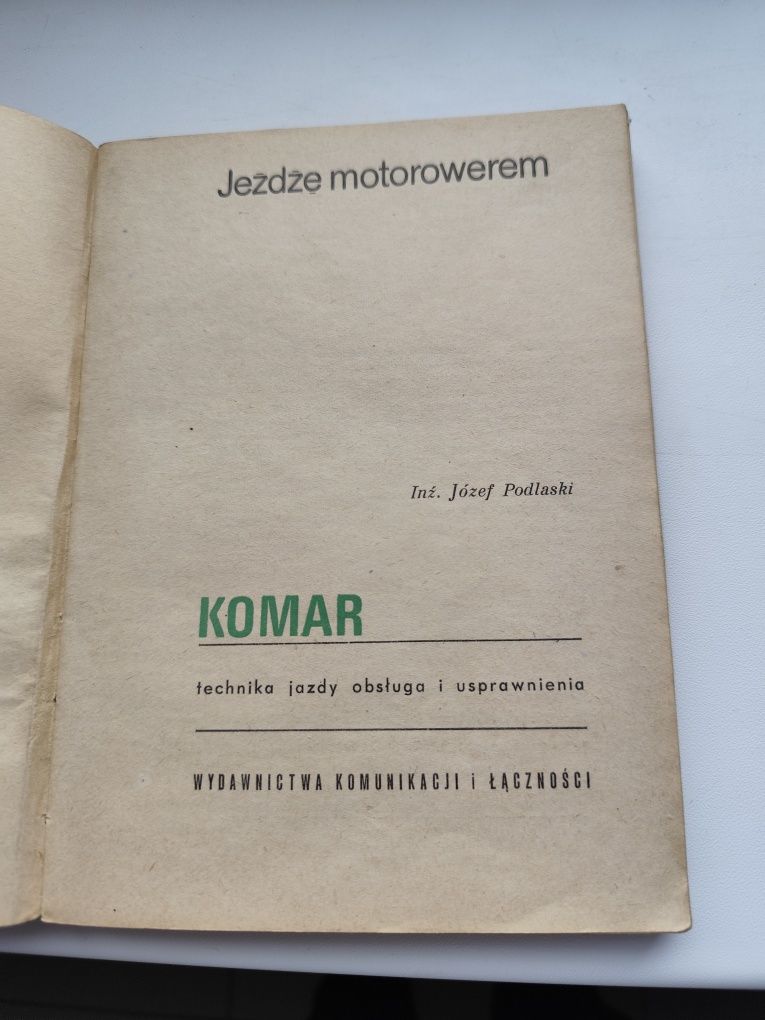 Jeżdżę motorowerem
Inż. Józef Podlaski
KOMAR
technika jazdy obsługa i usprawnienia
WYDAWNICTWA KOMUNIKACJI i ŁĄCZNOŚCI